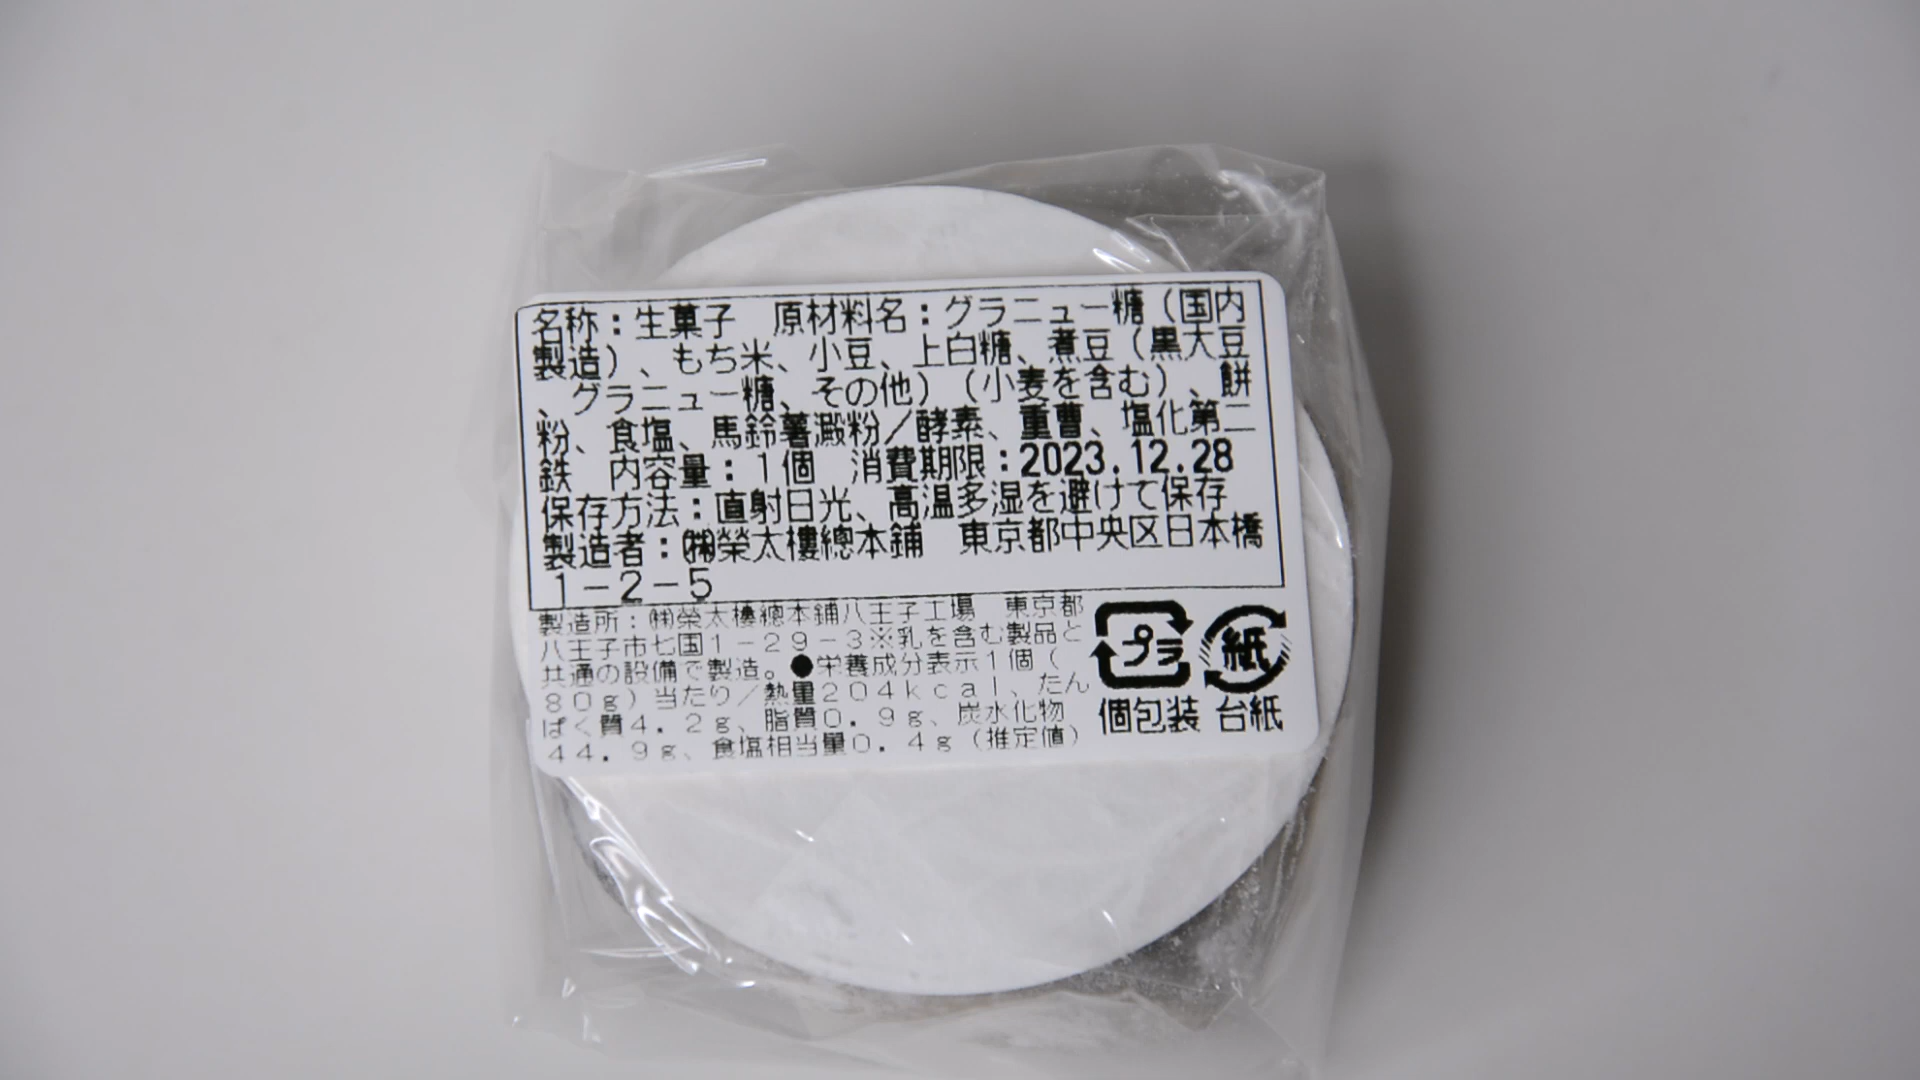 名称：生菓子　原材料名：グラニュー糖（国内
製造）、もち米、小豆、上白糖、煮豆（黒大豆
、グラニュー糖、その他）（小麦を含む）、餅
粉、食塩、馬鈴薯澱粉／酵素、重曹、塩化第二
鉄　内容量：１個　消費期限：2023.12.28
保存方法：直射日光、高温多湿を避けて保存
製造者：㈱榮太樓總本鋪　東京都中央区日本橋
１－２－５
製造所：㈱榮太樓總本鋪八王子工場　東京都
八王子市七国１－２９－３※乳を含む製品と
共通の設備で製造。●栄養成分表示１個（
８０ｇ）当たり／熱量２０４ｋｃａｌ、たん
ぱく質４．２ｇ、脂質０．９ｇ、炭水化物
４４．９ｇ、食塩相当量０．４ｇ（推定値）
プラ 紙
個包装 台紙